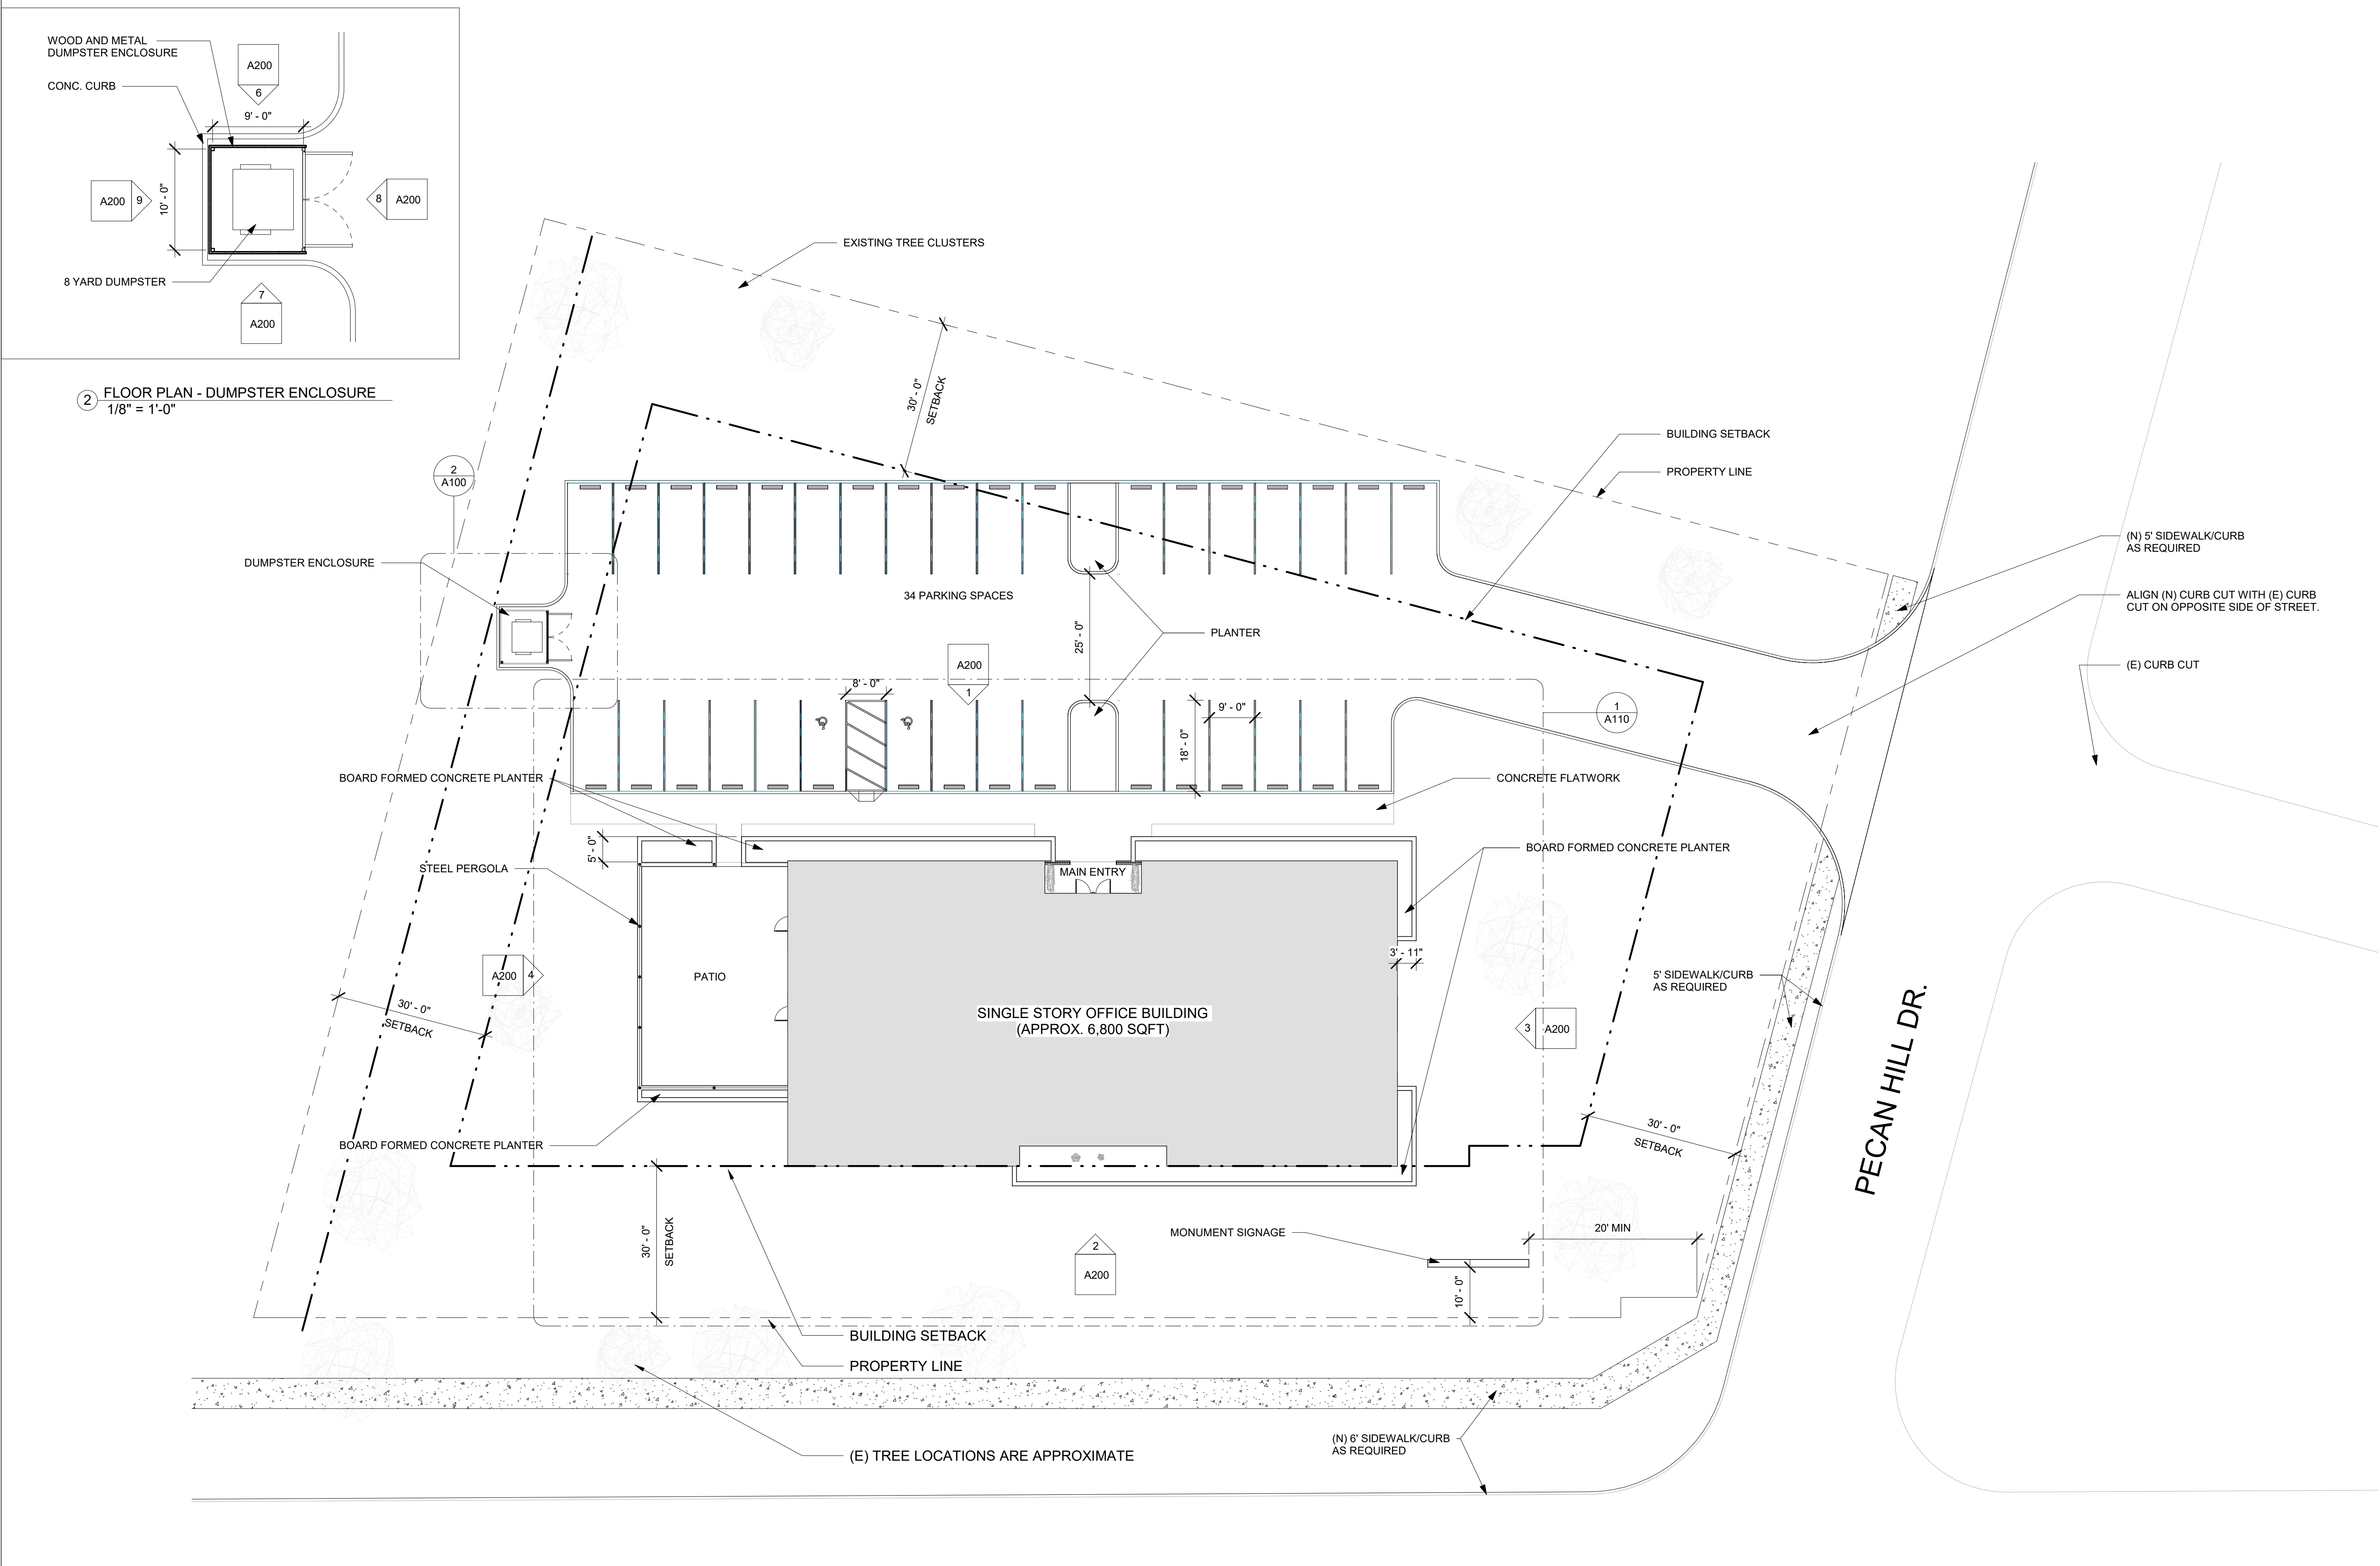 WOOD AND METAL
DUMPSTER ENCLOSURE
A200
6
CONC. CURB
9' - 0"
10' - 0"
A200
9
8
A200
8 YARD DUMPSTER
7
A200
2
FLOOR PLAN - DUMPSTER ENCLOSURE
1/8" = 1'-0"
EXISTING TREE CLUSTERS
30' - 0"
SETBACK
BUILDING SETBACK
PROPERTY LINE
2
A100
DUMPSTER ENCLOSURE
(N) 5' SIDEWALK/CURB
AS REQUIRED
ALIGN (N) CURB CUT WITH (E) CURB
CUT ON OPPOSITE SIDE OF STREET.
(E) CURB CUT
34 PARKING SPACES
25' - 0"
PLANTER
A200
1
8' - 0"
9' - 0"
18' - 0"
1
A110
BOARD FORMED CONCRETE PLANTER
CONCRETE FLATWORK
5' - 0"
STEEL PERGOLA
MAIN ENTRY
BOARD FORMED CONCRETE PLANTER
3' - 11"
A200
4
PATIO
5' SIDEWALK/CURB
AS REQUIRED
SINGLE STORY OFFICE BUILDING
(APPROX. 6,800 SQFT)
3
A200
30' - 0"
SETBACK
PECAN HILL DR.
BOARD FORMED CONCRETE PLANTER
30' - 0"
SETBACK
30' - 0"
SETBACK
MONUMENT SIGNAGE
20' MIN
10' - 0"
2
A200
BUILDING SETBACK
PROPERTY LINE
(N) 6' SIDEWALK/CURB
AS REQUIRED
(E) TREE LOCATIONS ARE APPROXIMATE